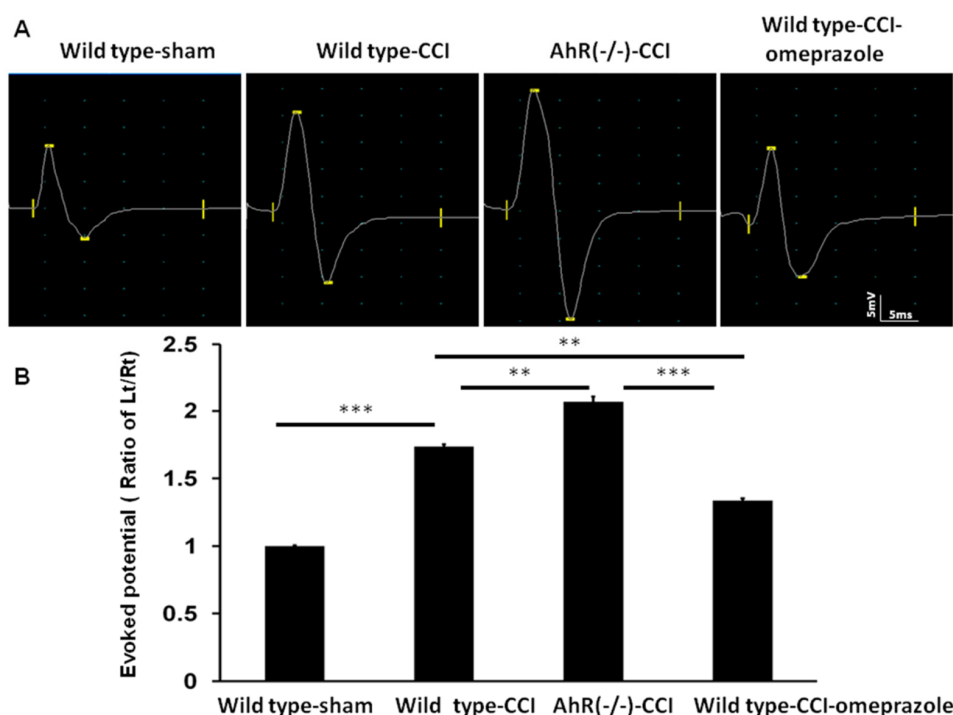 A
Wild type-sham
Wild type-CCI
AhR(-/-)-CCI
Wild type-CCI-
omeprazole
5mV
5ms
B
Evoked potential ( Ratio of Lt/Rt)
2.5
2
1.5
1
0.5
0
***
**
**
***
Wild type-sham
Wild type-CCI
AhR(-/-)-CCI
Wild type-CCI-omeprazole